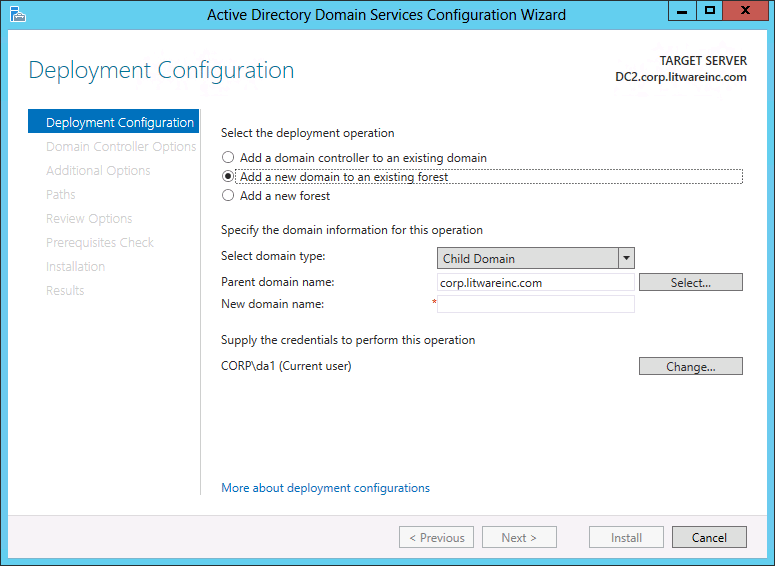 Active Directory Domain Services Configuration Wizard
Deployment Configuration
TARGET SERVER
DC2.corp.litwareinc.com
Deployment Configuration
Domain Controller Options
Additional Options
Paths
Review Options
Prerequisites Check
Installation
Results
Select the deployment operation
Add a domain controller to an existing domain
Add a new domain to an existing forest
Add a new forest
Specify the domain information for this operation
Select domain type: Child Domain
Parent domain name: corp.litwareinc.com Select...
New domain name: *
Supply the credentials to perform this operation
CORP\da1 (Current user) Change...
More about deployment configurations
< Previous Next > Install Cancel